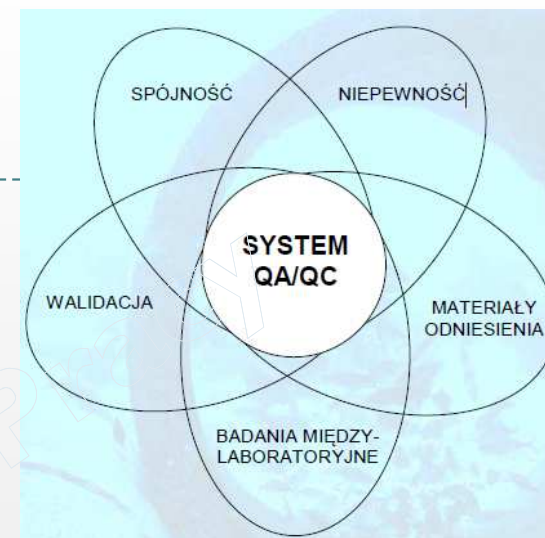 SPÓJNOŚĆ
NIEPEWNOŚĆ
SYSTEM
QA/QC
WALIDACJA
MATERIAŁY
ODNIESIENIA
BADANIA MIĘDZY-
LABORATORYJNE